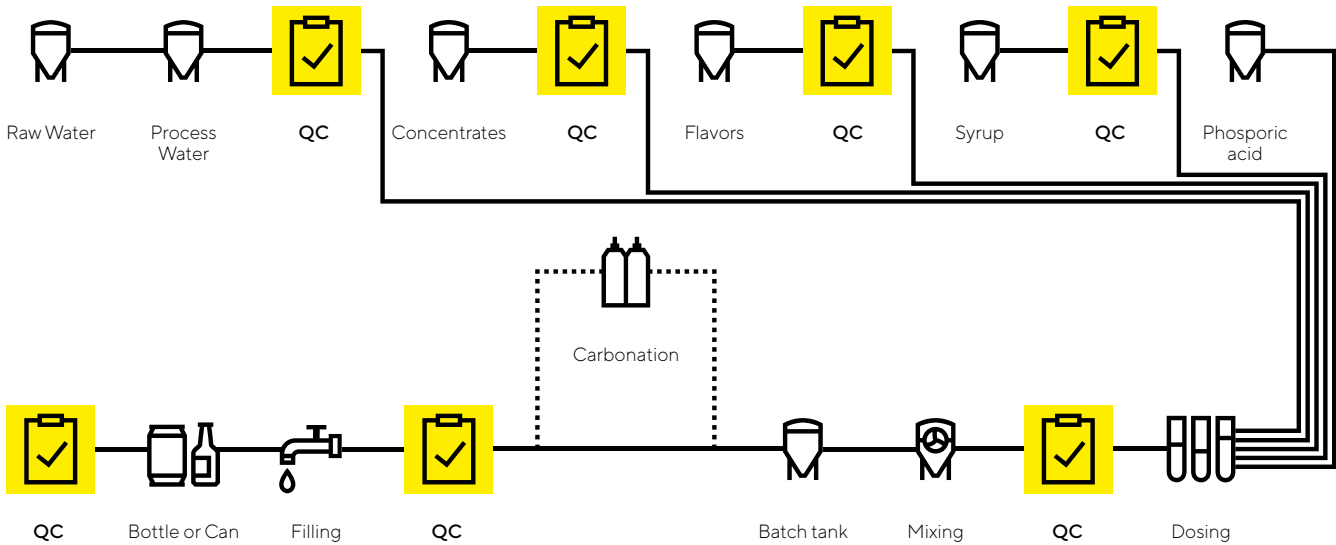 Raw Water
Process
Water
QC
Concentrates
QC
Flavors
QC
Syrup
QC
Phosporic
acid
Carbonation
QC
Bottle or Can
Filling
QC
Batch tank
Mixing
QC
Dosing